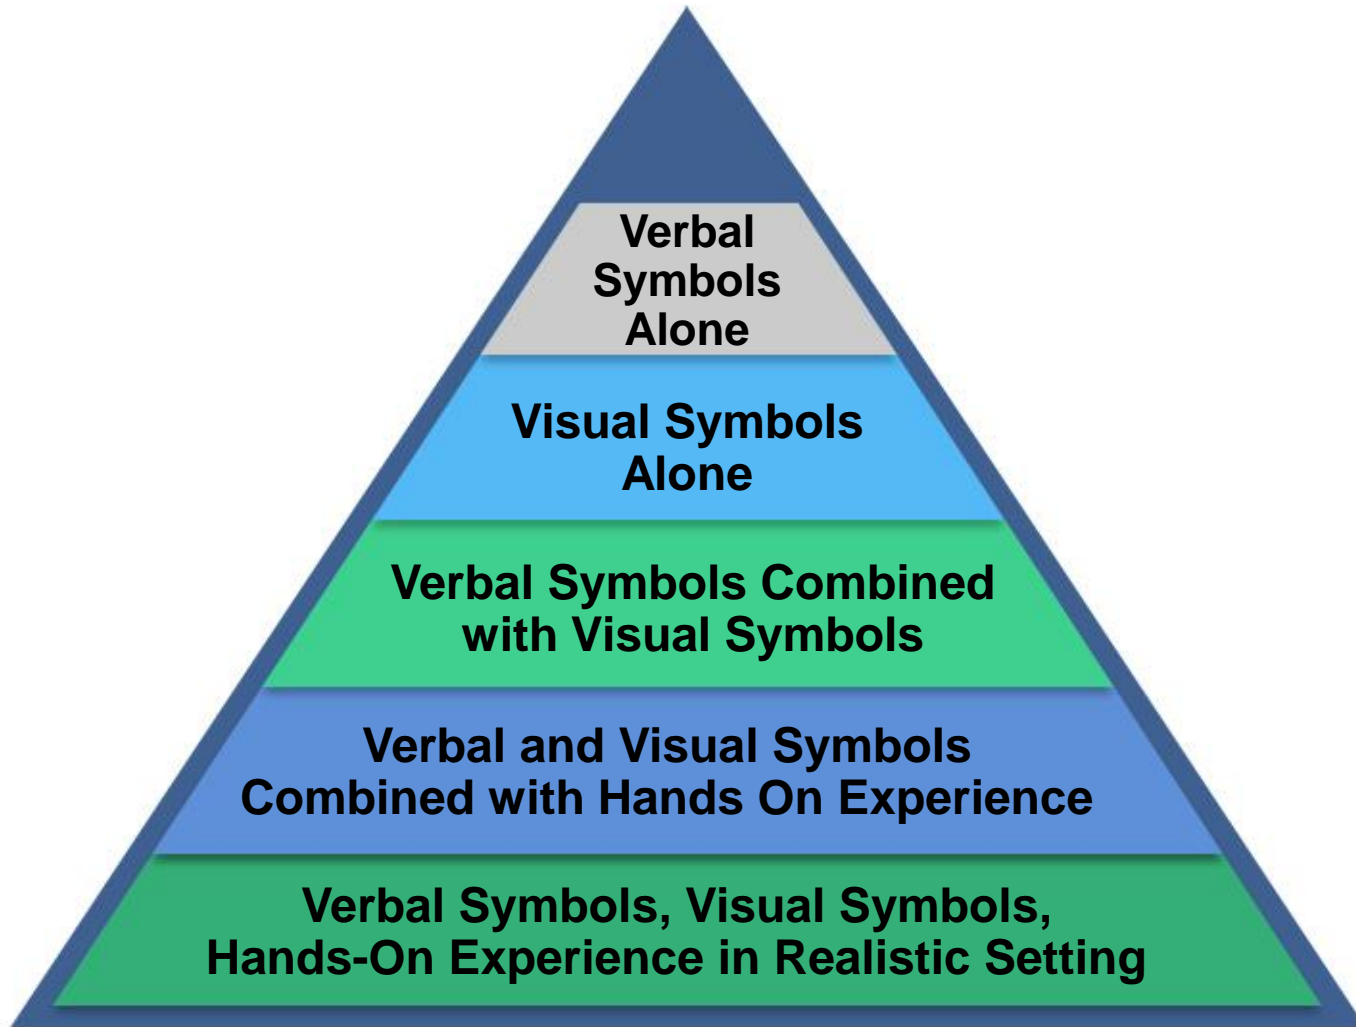 Verbal
Symbols
Alone
Visual Symbols
Alone
Verbal Symbols Combined
with Visual Symbols
Verbal and Visual Symbols
Combined with Hands On Experience
Verbal Symbols, Visual Symbols,
Hands-On Experience in Realistic Setting